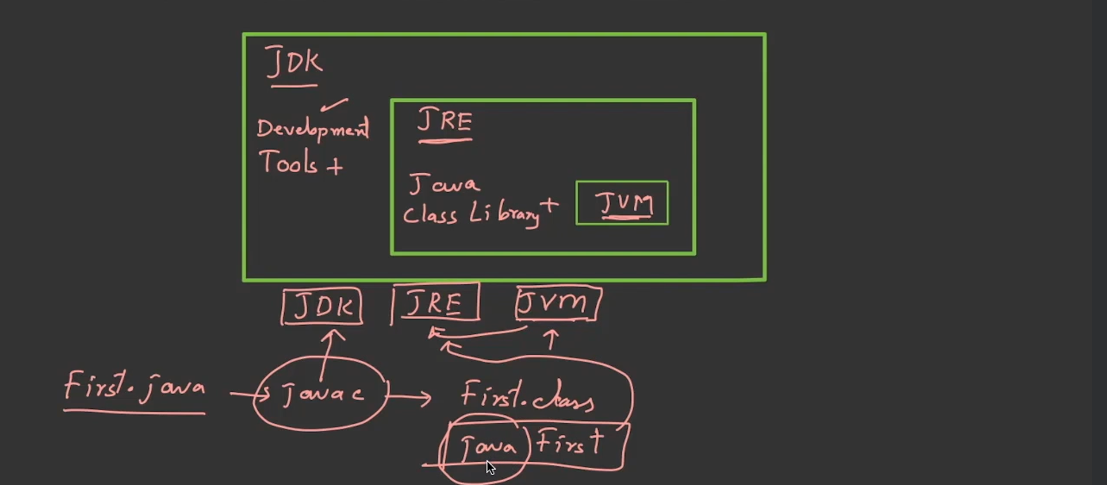 JDK
Development
Tools +
JRE
Java
Class Library +
JVM
JDK JRE JVM
First.java javac First.class
java First